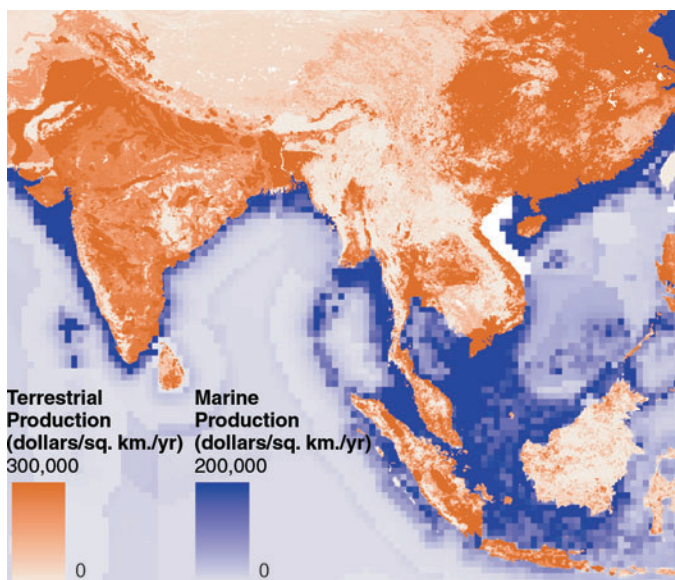 Terrestrial
Production
(dollars/sq. km./yr)
300,000
0
Marine
Production
(dollars/sq. km./yr)
200,000
0